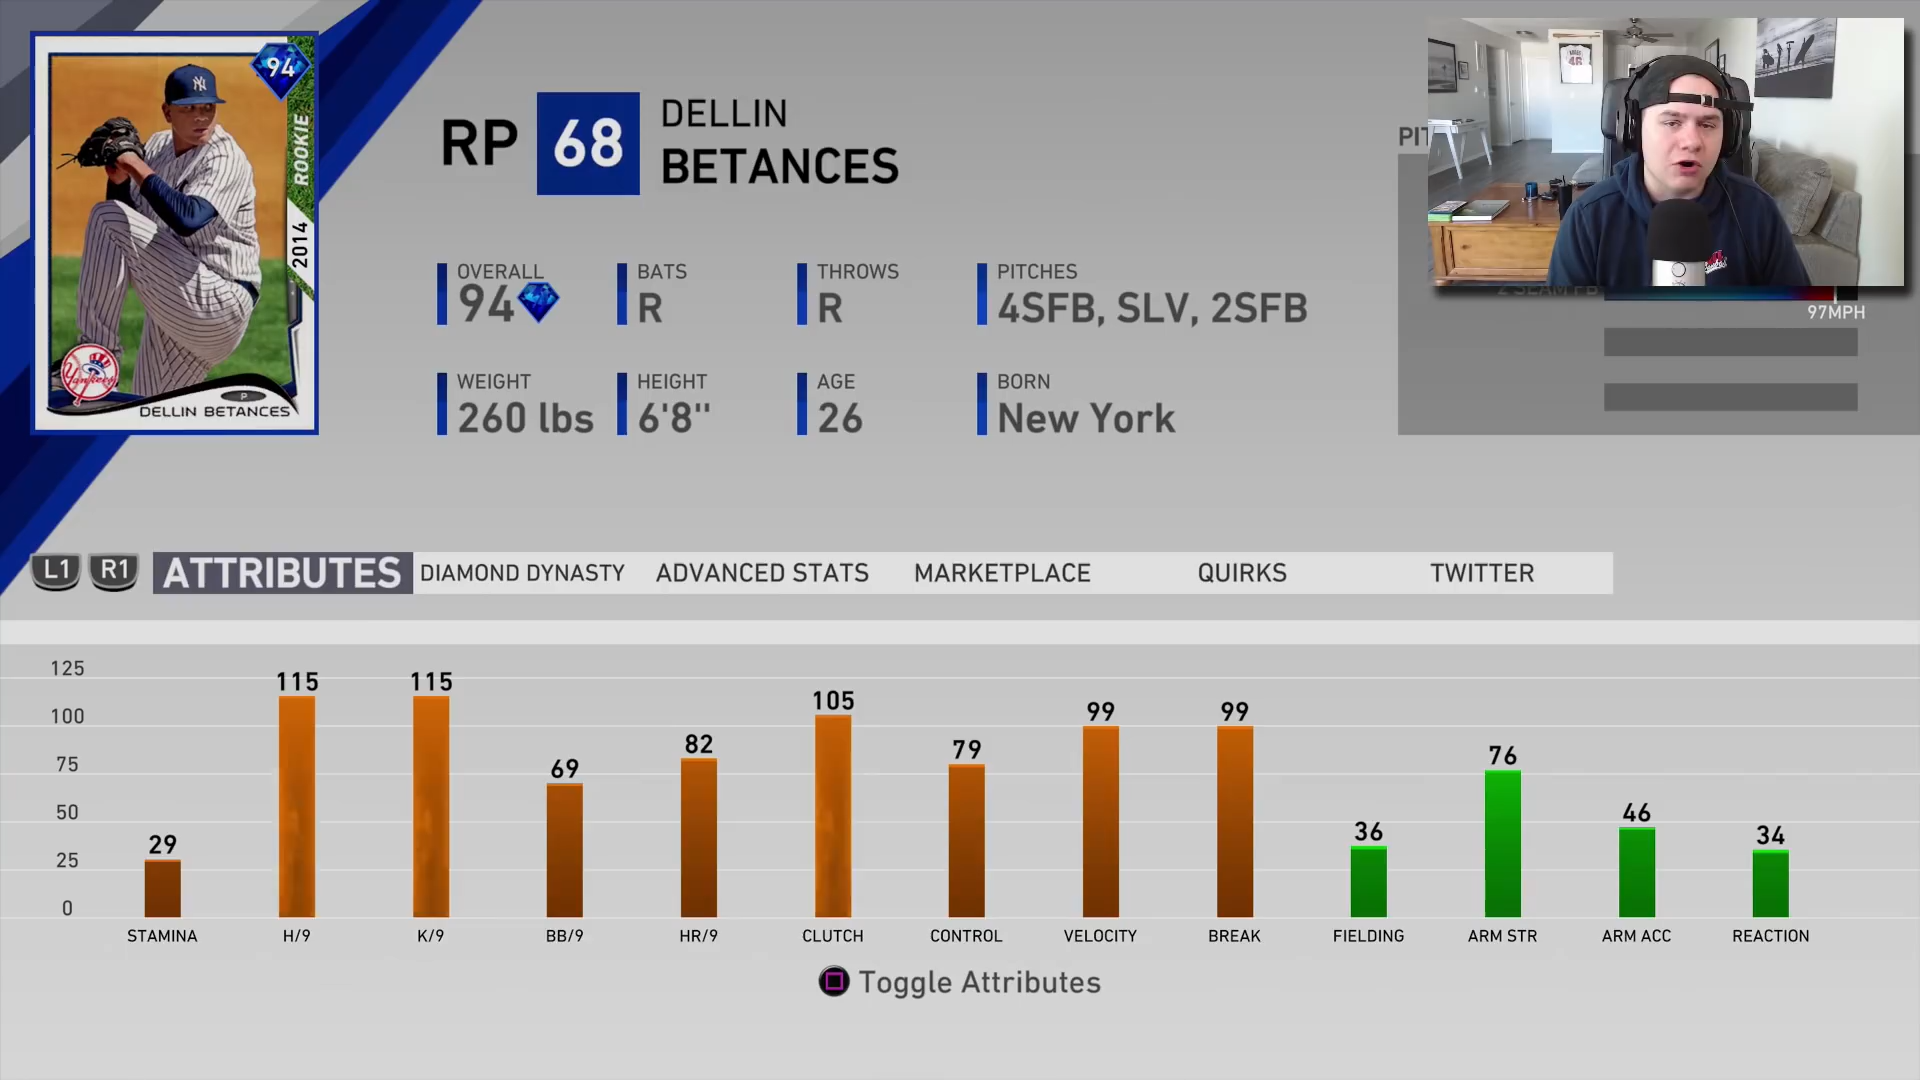 94
ROOKIE
2014
Yankees
P
DELLIN BETANCES
RP 68 DELLIN
BETANCES
OVERALL BATS THROWS PITCHES
94 R R 4SFB, SLV, 2SFB
WEIGHT HEIGHT AGE BORN
260 lbs 6'8" 26 New York
PIT
97MPH
L1 R1 ATTRIBUTES DIAMOND DYNASTY ADVANCED STATS MARKETPLACE QUIRKS TWITTER
125
100
75
50
25
0
29 115 115 69 82 105 79 99 99 36 76 46 34
STAMINA H/9 K/9 BB/9 HR/9 CLUTCH CONTROL VELOCITY BREAK FIELDING ARM STR ARM ACC REACTION
Toggle Attributes